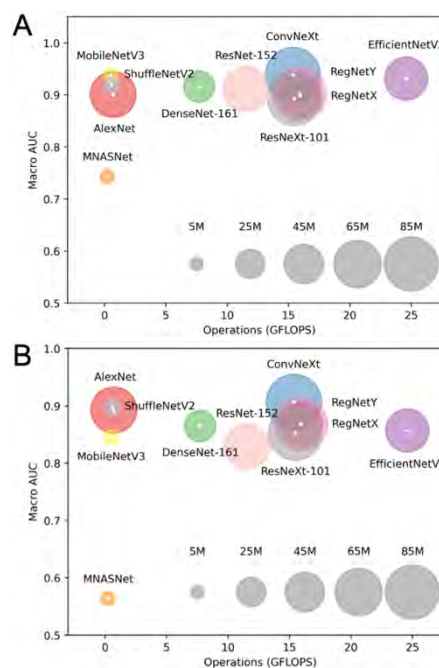 A
1.0
ConvNeXt
EfficientNetV
MobileNetV3
ResNet-152
ShuffleNetV2
RegNetY
0.9
RegNetX
AlexNet
DenseNet-161
ResNeXt-101
0.8
MNASNet
Macro AUC
0.7
0.6
5M 25M 45M 65M 85M
0.5
0 5 10 15 20 25
Operations (GFLOPS)
B
1.0
ConvNeXt
AlexNet
0.9
ShuffleNetV2
ResNet-152
RegNetY
RegNetX
MobileNetV3
DenseNet-161
ResNeXt-101
EfficientNetV
0.8
Macro AUC
0.7
5M 25M 45M 65M 85M
0.6
MNASNet
0.5
0 5 10 15 20 25
Operations (GFLOPS)